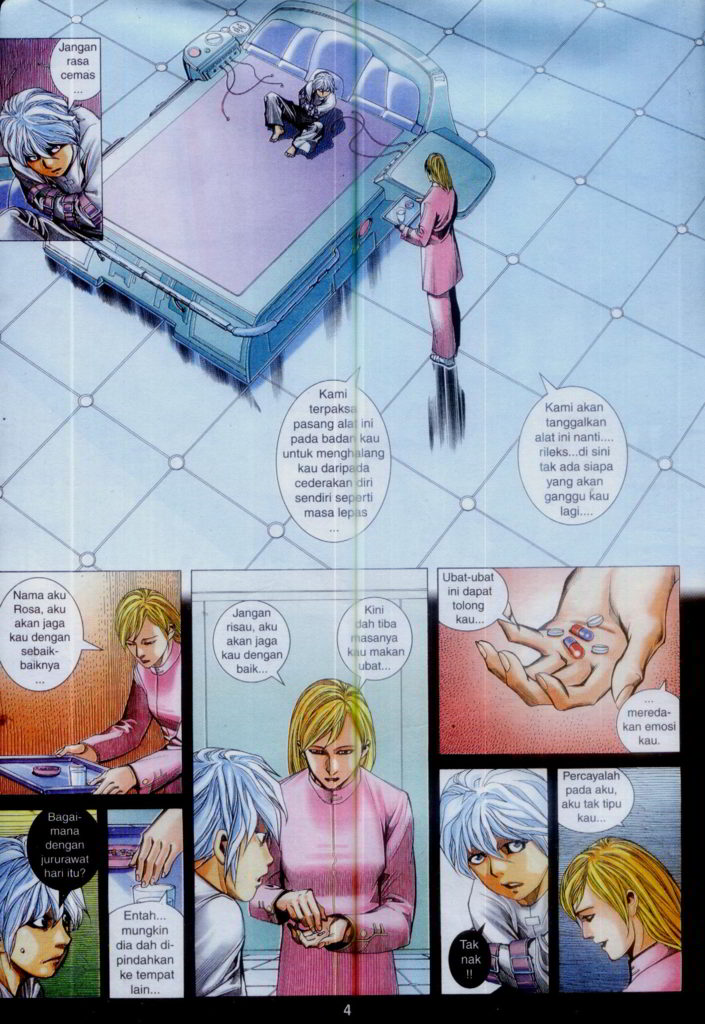 Jangan
rasa
cemas
...
Kami
terpaksa
pasang alat ini
pada badan kau
untuk menghalang
kau daripada
cederakan diri
sendiri seperti
masa lepas
...
Kami akan
tanggalkan
alat ini nanti....
rileks...di sini
tak ada siapa
yang akan
ganggu kau
lagi....
Nama aku
Rosa, aku
akan jaga
kau dengan
sebaik-
baiknya
...
Bagai-
mana
dengan
jururawat
hari itu?
Entah...
mungkin
dia dah di-
pindahkan
ke tempat
lain...
Jangan
risau, aku
akan jaga
kau dengan
baik...
Kini
dah tiba
masanya
kau makan
ubat...
Ubat-ubat
ini dapat
tolong
kau...
...
mereda-
kan emosi
kau.
Tak
nak
!!
Percayalah
pada aku,
aku tak tipu
kau...
4